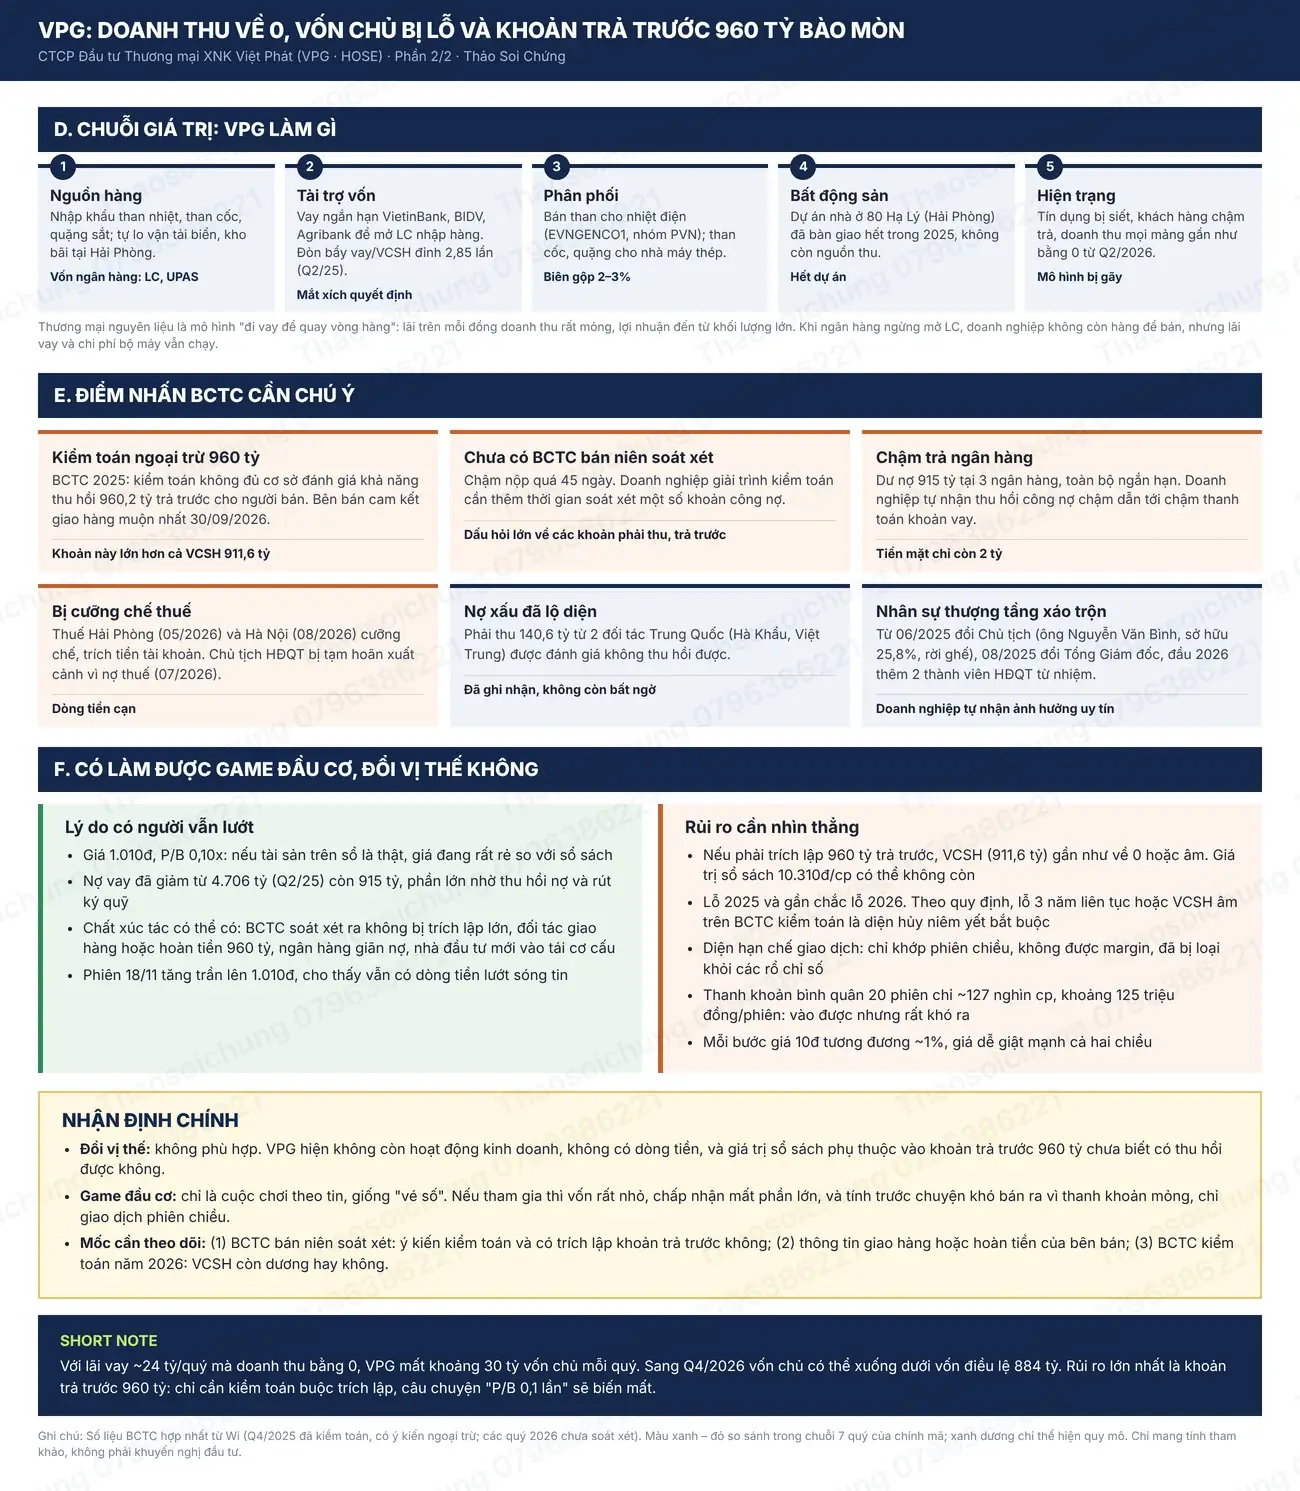 VPG: DOANH THU VỀ 0, VỐN CHỦ BỊ LỖ VÀ KHOẢN TRẢ TRƯỚC 960 TỶ BÀO MÒN
CTCP Đầu tư Thương mại XNK Việt Phát (VPG · HOSE) · Phần 2/2 · Thảo Soi Chứng
D. CHUỖI GIÁ TRỊ: VPG LÀM GÌ
1
Nguồn hàng
Nhập khẩu than nhiệt, than cốc,
quặng sắt; tự lo vận tải biển, kho
bãi tại Hải Phòng.
Vốn ngân hàng: LC, UPAS
2
Tài trợ vốn
Vay ngắn hạn VietinBank, BIDV,
Agribank để mở LC nhập hàng.
Đòn bẩy vay/VCSH đỉnh 2,85 lần
(Q2/25).
Mắt xích quyết định
3
Phân phối
Bán than cho nhiệt điện
(EVNGENCO1, nhóm PVN); than
cốc, quặng cho nhà máy thép.
Biên gộp 2–3%
4
Bất động sản
Dự án nhà ở 80 Hạ Lý (Hải Phòng)
đã bàn giao hết trong 2025, không
còn nguồn thu.
Hết dự án
5
Hiện trạng
Tín dụng bị siết, khách hàng chậm
trả, doanh thu mọi mảng gần như
bằng 0 từ Q2/2026.
Mô hình bị gãy
Thương mại nguyên liệu là mô hình "đi vay để quay vòng hàng": lãi trên mỗi đồng doanh thu rất mỏng, lợi nhuận đến từ khối lượng lớn. Khi ngân hàng ngừng mở LC, doanh nghiệp không còn hàng để bán, nhưng lãi
vay và chi phí bộ máy vẫn chạy.
E. ĐIỂM NHẤN BCTC CẦN CHÚ Ý
Kiểm toán ngoại trừ 960 tỷ
BCTC 2025: kiểm toán không đủ cơ sở đánh giá khả năng
thu hồi 960,2 tỷ trả trước cho người bán. Bên bán cam kết
giao hàng muộn nhất 30/09/2026.
Khoản này lớn hơn cả VCSH 911,6 tỷ
Chưa có BCTC bán niên soát xét
Chậm nộp quá 45 ngày. Doanh nghiệp giải trình kiểm toán
cần thêm thời gian soát xét một số khoản công nợ.
Dấu hỏi lớn về các khoản phải thu, trả trước
Chậm trả ngân hàng
Dư nợ 915 tỷ tại 3 ngân hàng, toàn bộ ngắn hạn. Doanh
nghiệp tự nhận thu hồi công nợ chậm dẫn tới chậm thanh
toán khoản vay.
Tiền mặt chỉ còn 2 tỷ
Bị cưỡng chế thuế
Thuế Hải Phòng (05/2026) và Hà Nội (08/2026) cưỡng
chế, trích tiền tài khoản. Chủ tịch HĐQT bị tạm hoãn xuất
cảnh vì nợ thuế (07/2026).
Dòng tiền cạn
Nợ xấu đã lộ diện
Phải thu 140,6 tỷ từ 2 đối tác Trung Quốc (Hà Khẩu, Việt
Trung) được đánh giá không thu hồi được.
Đã ghi nhận, không còn bất ngờ
Nhân sự thượng tầng xáo trộn
Từ 06/2025 đổi Chủ tịch (ông Nguyễn Văn Bình, sở hữu
25,8%, rời ghế), 08/2025 đổi Tổng Giám đốc, đầu 2026
thêm 2 thành viên HĐQT từ nhiệm.
Doanh nghiệp tự nhận ảnh hưởng uy tín
F. CÓ LÀM ĐƯỢC GAME ĐẦU CƠ, ĐỔI VỊ THẾ KHÔNG
Lý do có người vẫn lướt
• Giá 1.010đ, P/B 0,10x: nếu tài sản trên sổ là thật, giá đang rất rẻ so với sổ sách
• Nợ vay đã giảm từ 4.706 tỷ (Q2/25) còn 915 tỷ, phần lớn nhờ thu hồi nợ và rút
ký quỹ
• Chất xúc tác có thể có: BCTC soát xét ra không bị trích lập lớn, đối tác giao
hàng hoặc hoàn tiền 960 tỷ, ngân hàng giãn nợ, nhà đầu tư mới vào tái cơ cấu
• Phiên 18/11 tăng trần lên 1.010đ, cho thấy vẫn có dòng tiền lướt sóng tin
Rủi ro cần nhìn thẳng
• Nếu phải trích lập 960 tỷ trả trước, VCSH (911,6 tỷ) gần như về 0 hoặc âm. Giá
trị sổ sách 10.310đ/cp có thể không còn
• Lỗ 2025 và gần chắc lỗ 2026. Theo quy định, lỗ 3 năm liên tục hoặc VCSH âm
trên BCTC kiểm toán là diện hủy niêm yết bắt buộc
• Diện hạn chế giao dịch: chỉ khớp phiên chiều, không được margin, đã bị loại
khỏi các rổ chỉ số
• Thanh khoản bình quân 20 phiên chỉ ~127 nghìn cp, khoảng 125 triệu
đồng/phiên: vào được nhưng rất khó ra
• Mỗi bước giá 10đ tương đương ~1%, giá dễ giật mạnh cả hai chiều
NHẬN ĐỊNH CHÍNH
• Đổi vị thế: không phù hợp. VPG hiện không còn hoạt động kinh doanh, không có dòng tiền, và giá trị sổ sách phụ thuộc vào khoản trả trước 960 tỷ chưa biết có thu hồi
được không.
• Game đầu cơ: chỉ là cuộc chơi theo tin, giống "vé số". Nếu tham gia thì vốn rất nhỏ, chấp nhận mất phần lớn, và tính trước chuyện khó bán ra vì thanh khoản mỏng, chỉ
giao dịch phiên chiều.
• Mốc cần theo dõi: (1) BCTC bán niên soát xét: ý kiến kiểm toán và có trích lập khoản trả trước không; (2) thông tin giao hàng hoặc hoàn tiền của bên bán; (3) BCTC kiểm
toán năm 2026: VCSH còn dương hay không.
SHORT NOTE
Với lãi vay ~24 tỷ/quý mà doanh thu bằng 0, VPG mất khoảng 30 tỷ vốn chủ mỗi quý. Sang Q4/2026 vốn chủ có thể xuống dưới vốn điều lệ 884 tỷ. Rủi ro lớn nhất là khoản
trả trước 960 tỷ: chỉ cần kiểm toán buộc trích lập, câu chuyện "P/B 0,1 lần" sẽ biến mất.
Ghi chú: Số liệu BCTC hợp nhất từ Wi (Q4/2025 đã kiểm toán, có ý kiến ngoại trừ; các quý 2026 chưa soát xét). Màu xanh – đỏ so sánh trong chuỗi 7 quý của chính mã; xanh dương chỉ thể hiện quy mô. Chỉ mang tính tham
khảo, không phải khuyến nghị đầu tư.
Thaosoichung 0796386221